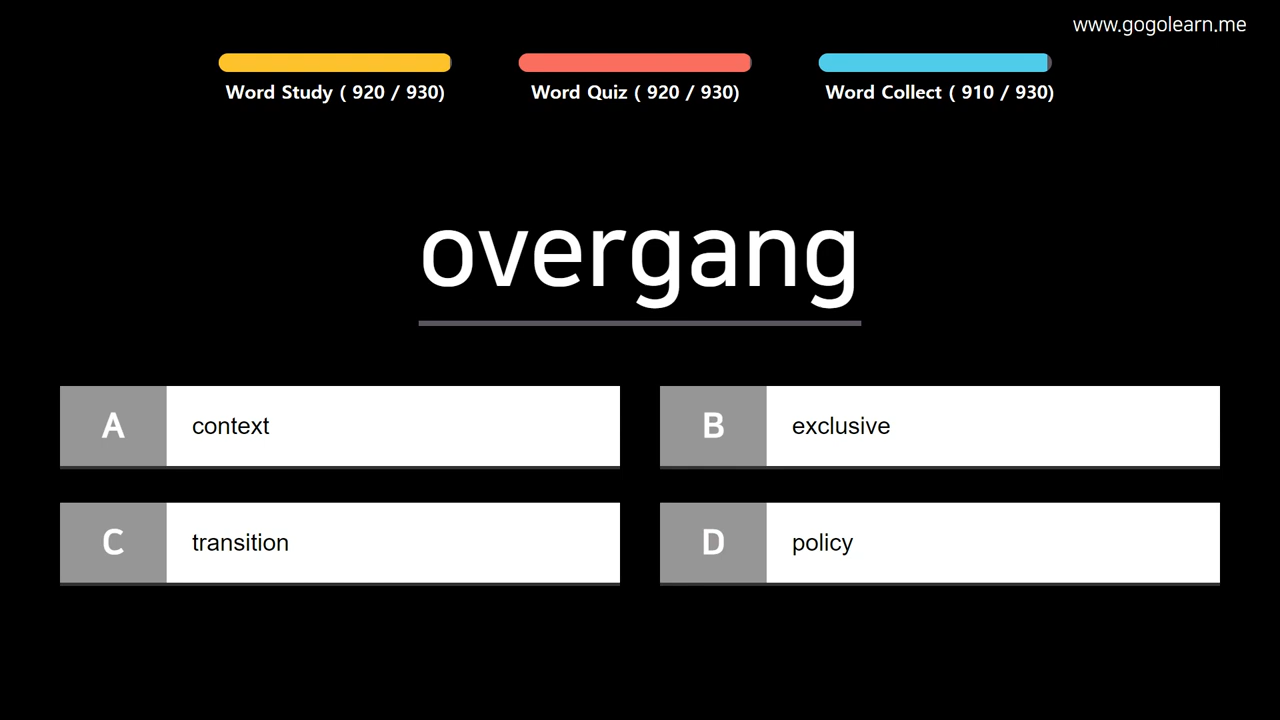 www.gogolearn.me
Word Study ( 920 / 930) Word Quiz ( 920 / 930) Word Collect ( 910 / 930)
overgang
A context
B exclusive
C transition
D policy